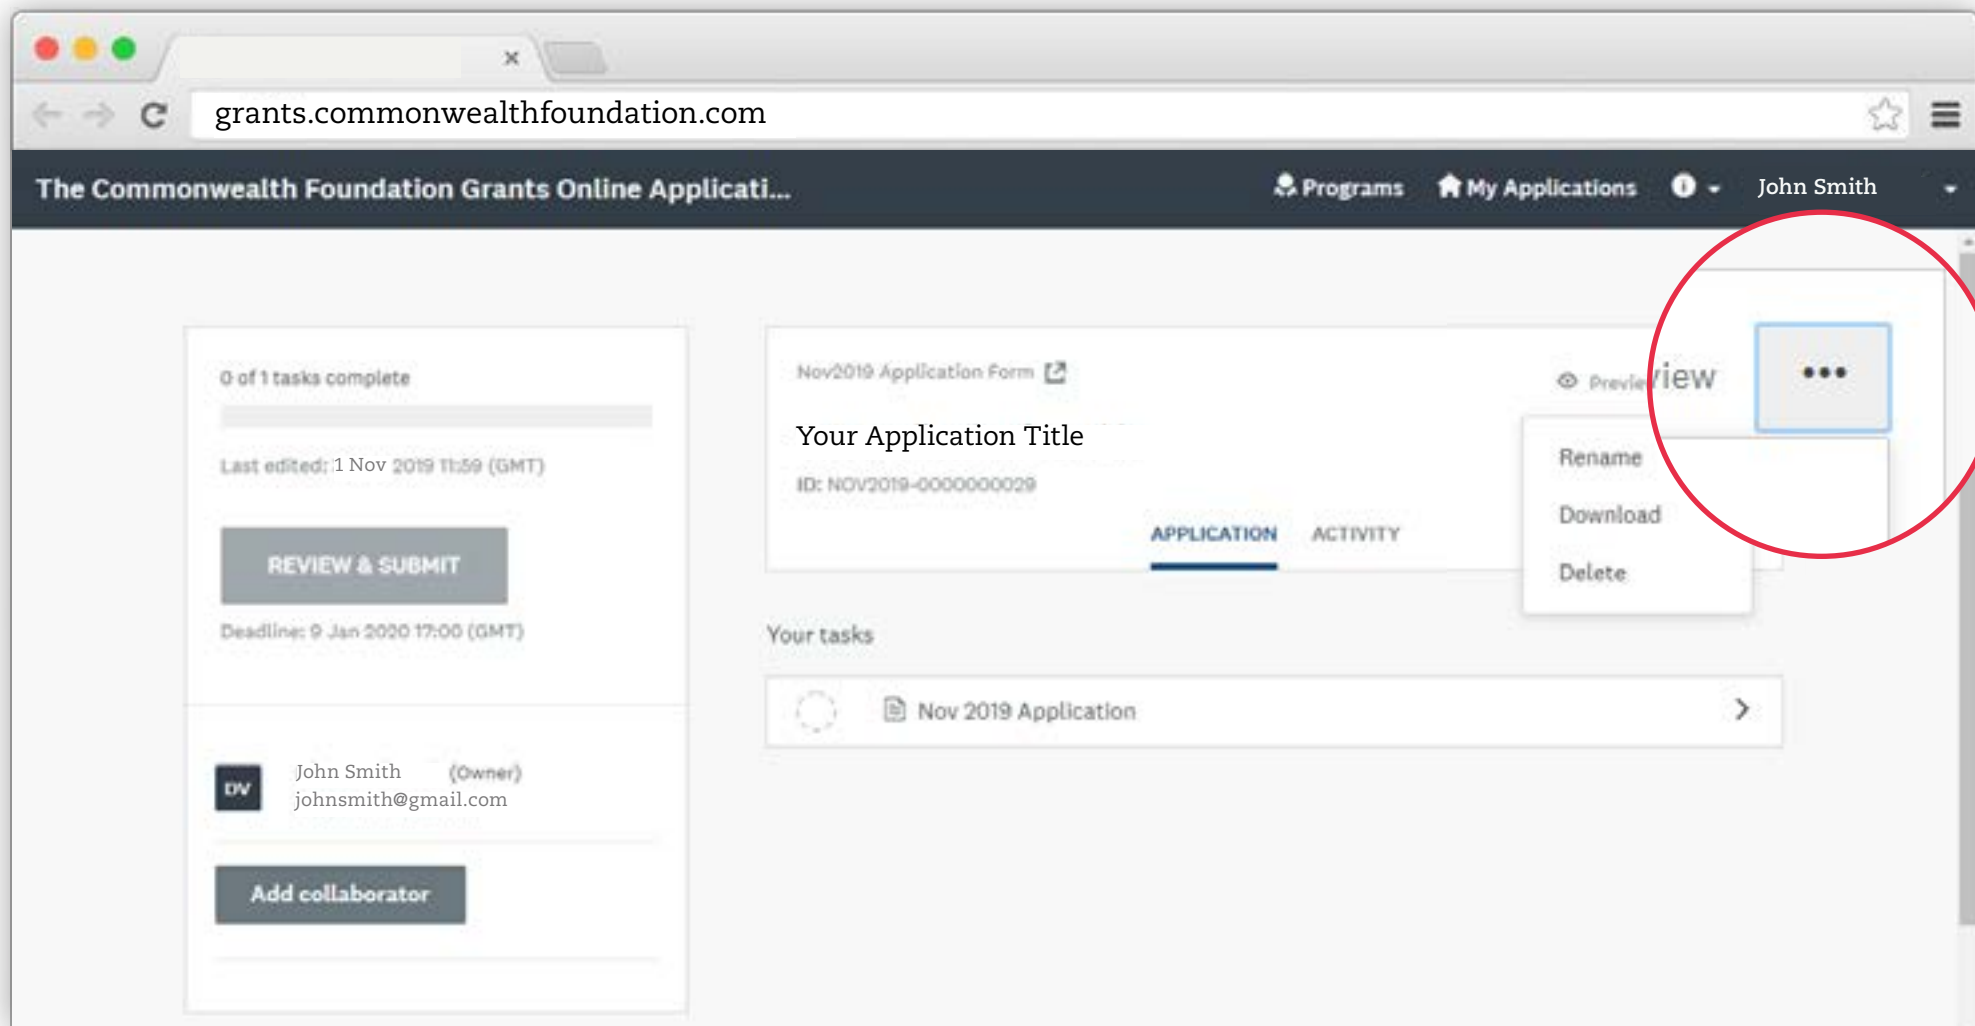 grants.commonwealthfoundation.com
The Commonwealth Foundation Grants Online Applicati...
Programs
My Applications
John Smith
0 of 1 tasks complete
Last edited: 1 Nov 2019 11:59 (GMT)
REVIEW & SUBMIT
Deadline: 9 Jan 2020 17:00 (GMT)
DV
John Smith (Owner)
johnsmith@gmail.com
Add collaborator
Nov2019 Application Form
Previe
view
•••
Your Application Title
ID: NOV2019-0000000029
APPLICATION
ACTIVITY
Rename
Download
Delete
Your tasks
Nov 2019 Application